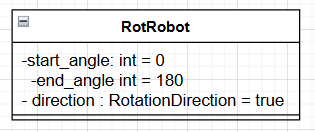 RotRobot
-start_angle: int = 0
-end_angle int = 180
- direction : RotationDirection = true